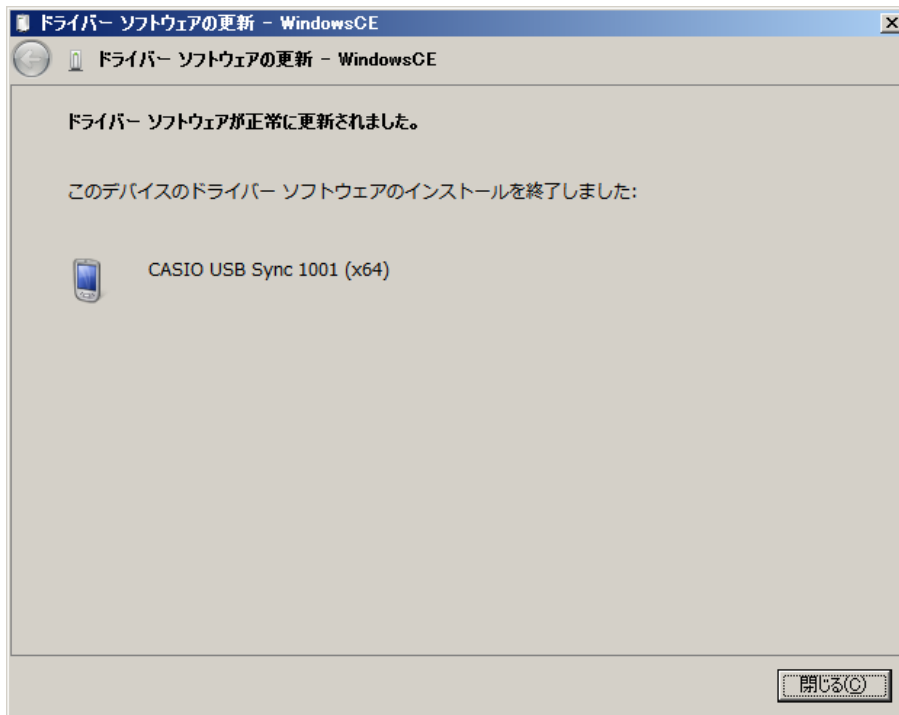 ドライバー ソフトウェアの更新 - WindowsCE
ドライバー ソフトウェアの更新 - WindowsCE
ドライバー ソフトウェアが正常に更新されました。
このデバイスのドライバー ソフトウェアのインストールを終了しました:
CASIO USB Sync 1001 (x64)
閉じる(C)